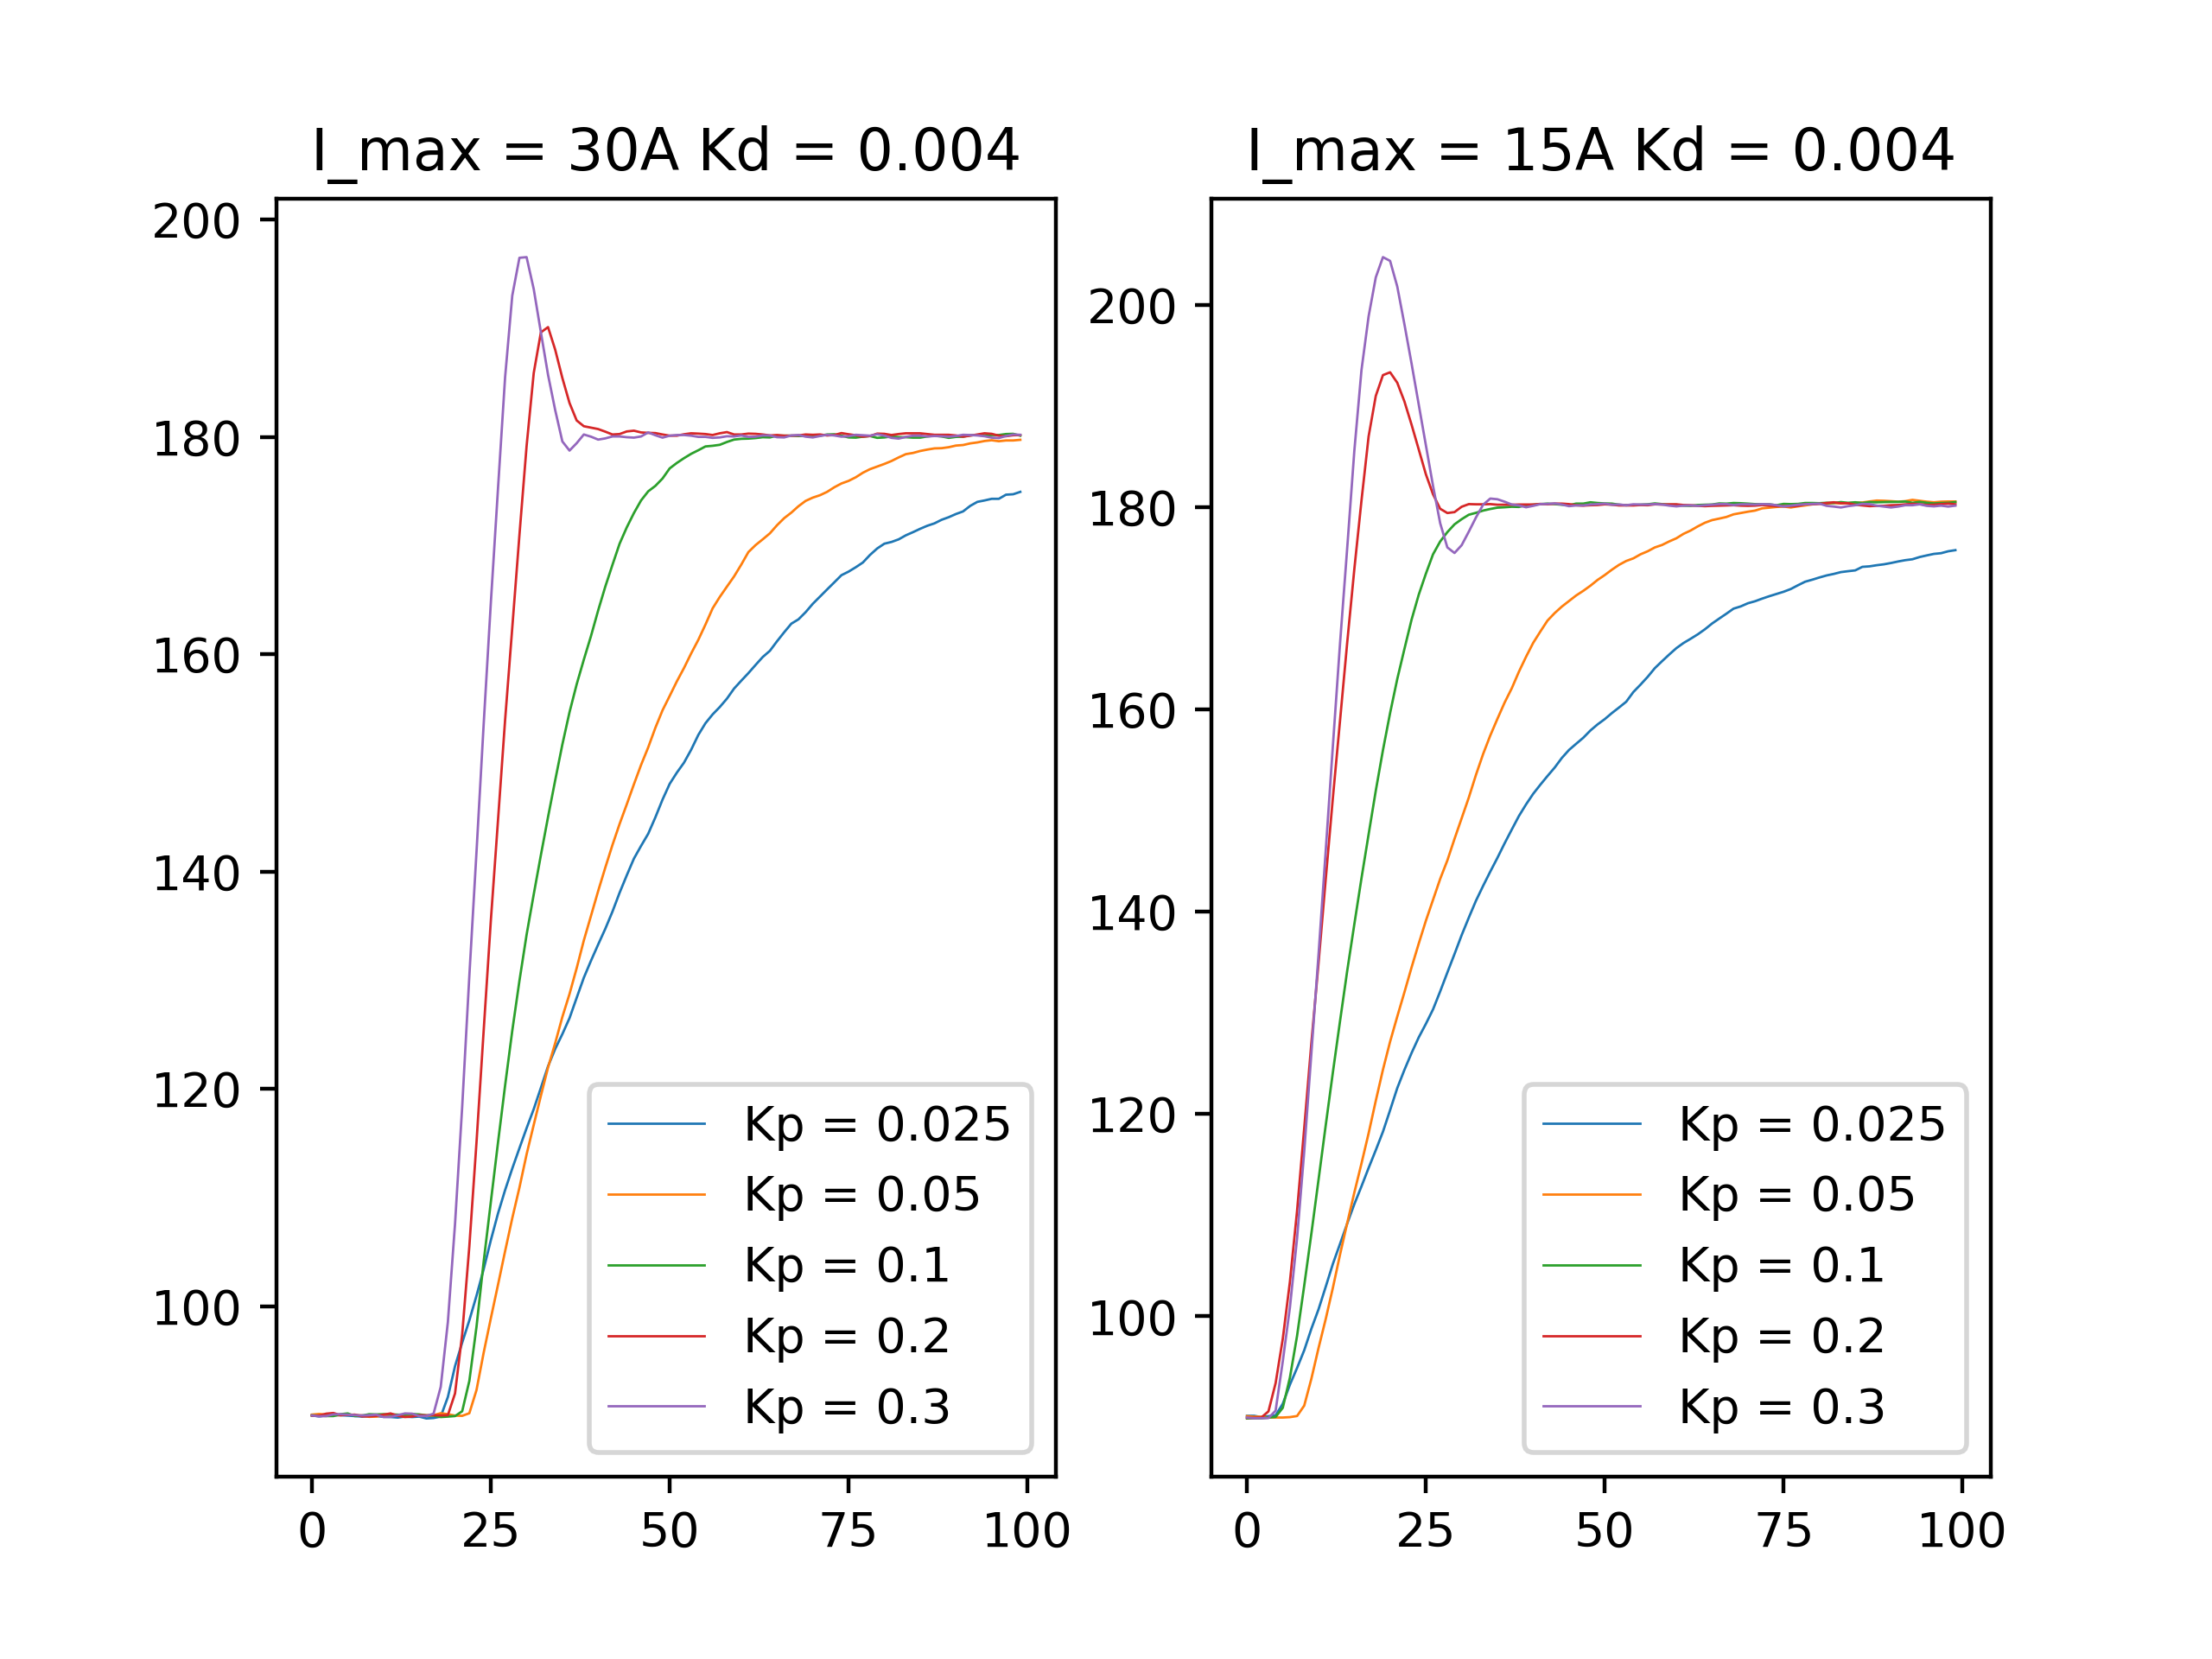 I_max = 30A Kd = 0.004
200
180
160
140
120
100
0 25 50 75 100
Kp = 0.025
Kp = 0.05
Kp = 0.1
Kp = 0.2
Kp = 0.3
I_max = 15A Kd = 0.004
200
180
160
140
120
100
0 25 50 75 100
Kp = 0.025
Kp = 0.05
Kp = 0.1
Kp = 0.2
Kp = 0.3